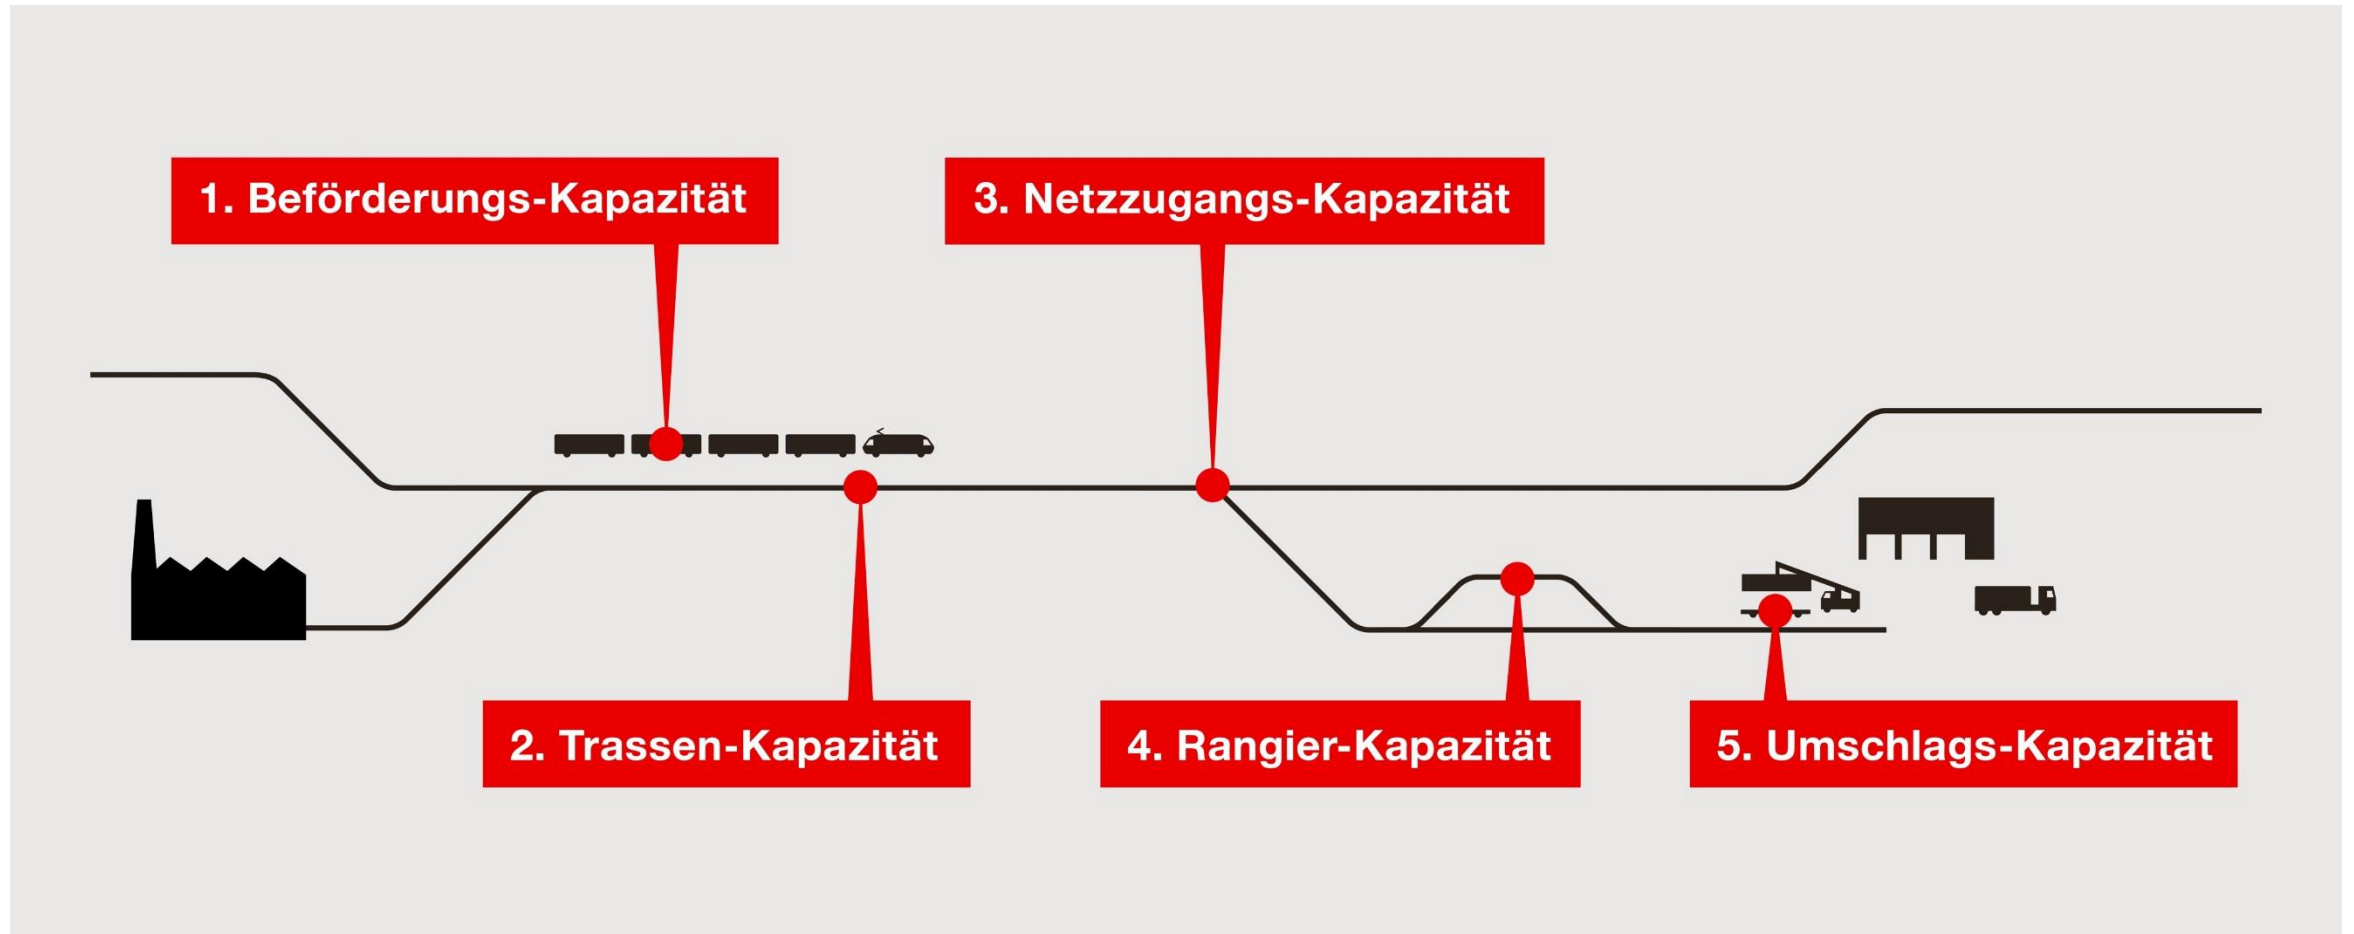 1. Beförderungs-Kapazität
3. Netzzugangs-Kapazität
2. Trassen-Kapazität
4. Rangier-Kapazität
5. Umschlags-Kapazität